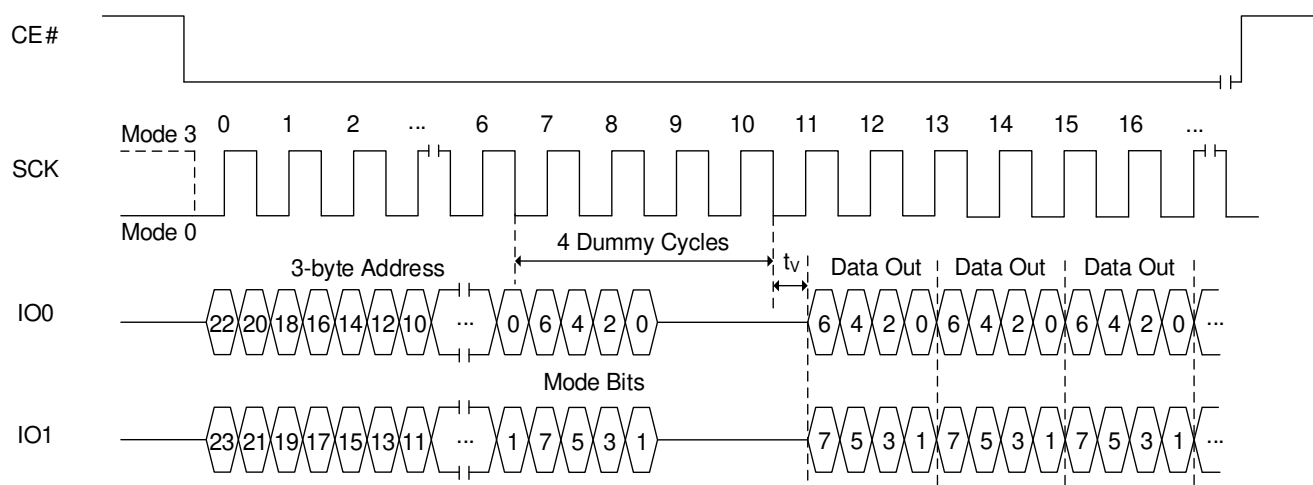 CE#
0 1 2 ... 6 7 8 9 10 11 12 13 14 15 16 ...
Mode 3
SCK
Mode 0
4 Dummy Cycles
3-byte Address
tV
Data Out Data Out Data Out
IO0 22 20 18 16 14 12 10 ... 0 6 4 2 0 6 4 2 0 6 4 2 0 6 4 2 0 ...
Mode Bits
IO1 23 21 19 17 15 13 11 ... 1 7 5 3 1 7 5 3 1 7 5 3 1 7 5 3 1 ...